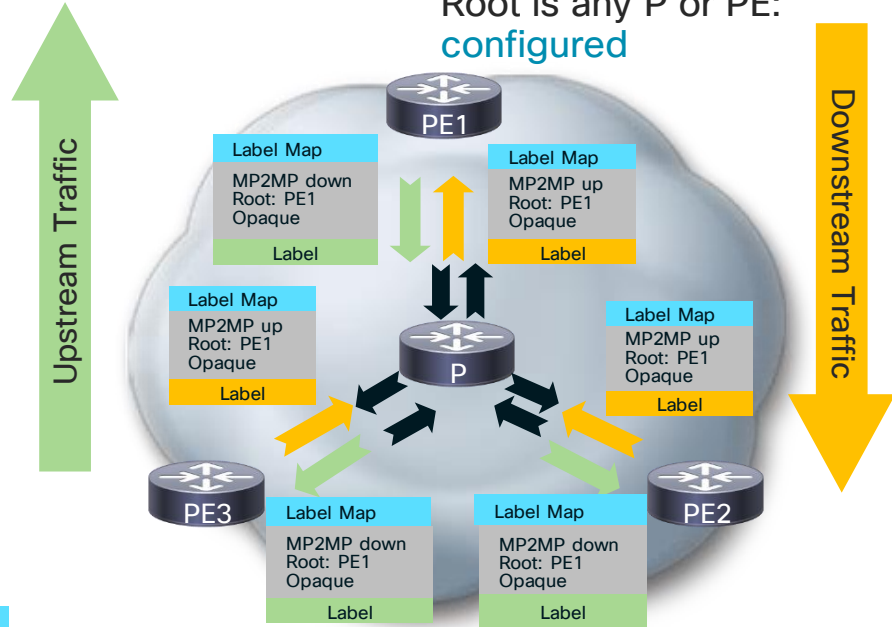 Root is any P or PE:
configured
Upstream Traffic
Downstream Traffic
PE1
Label Map
MP2MP down
Root: PE1
Opaque
Label
Label Map
MP2MP up
Root: PE1
Opaque
Label
Label Map
MP2MP up
Root: PE1
Opaque
Label
P
Label Map
MP2MP up
Root: PE1
Opaque
Label
PE3
Label Map
MP2MP down
Root: PE1
Opaque
Label
Label Map
MP2MP down
Root: PE1
Opaque
Label
PE2